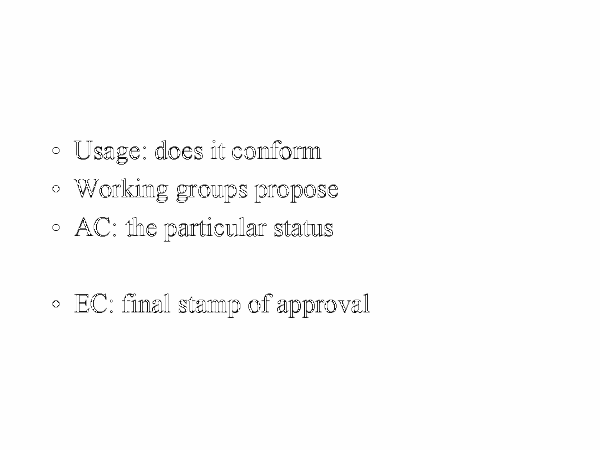 ◦ Usage: does it conform
◦ Working groups propose
◦ AC: the particular status
◦ EC: final stamp of approval